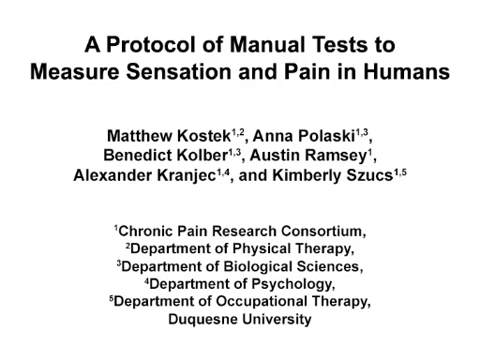 A Protocol of Manual Tests to
Measure Sensation and Pain in Humans
Matthew Kostek¹,², Anna Polaski¹,³,
Benedict Kolber¹,³, Austin Ramsey¹,
Alexander Kranjec¹,⁴, and Kimberly Szucs¹,⁵
¹Chronic Pain Research Consortium,
²Department of Physical Therapy,
³Department of Biological Sciences,
⁴Department of Psychology,
⁵Department of Occupational Therapy,
Duquesne University